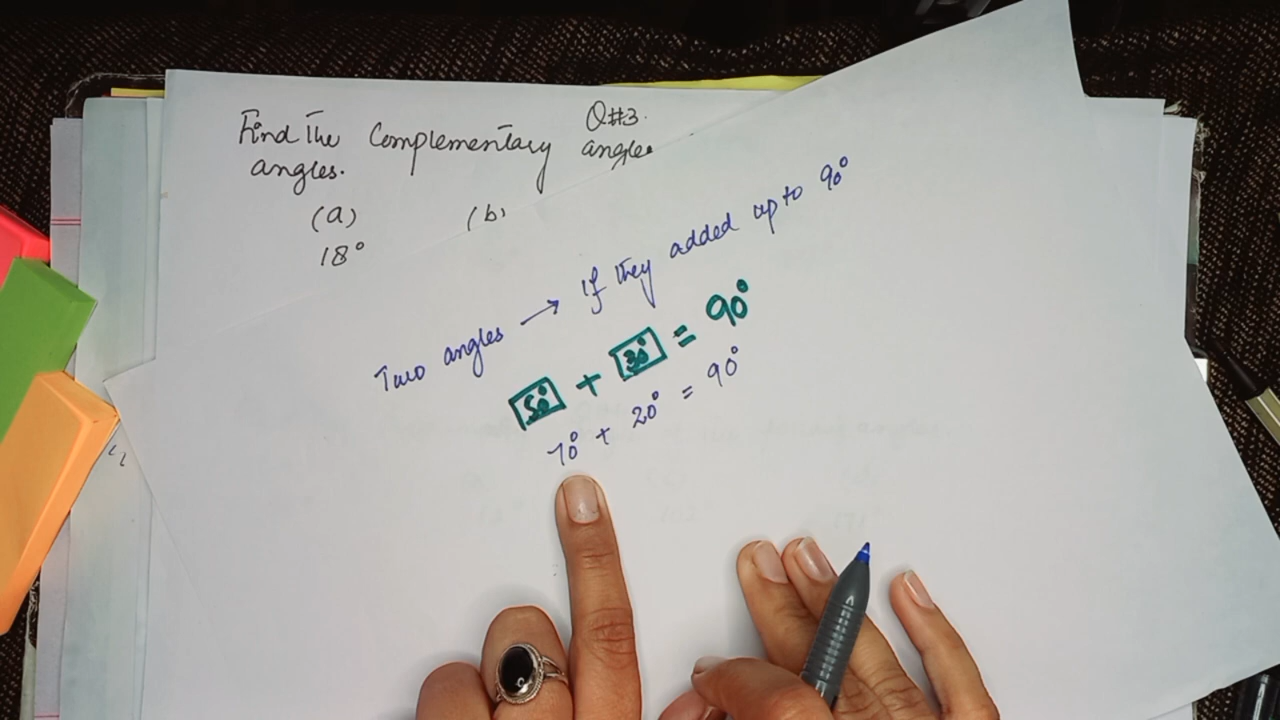 Q#3.
Find the Complementary angle
angles.
(a) (b)
18°
Two angles → if they added up to 90°
50° + 30° = 90°
70° + 20° = 90°